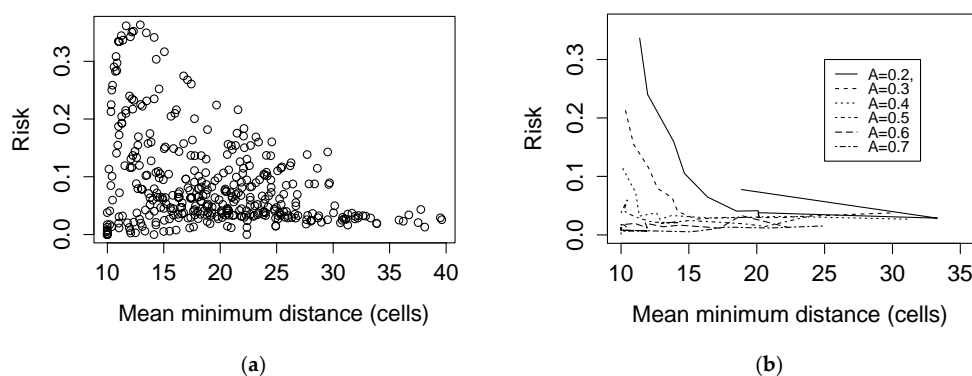 Risk
0.0
0.1
0.2
0.3
10
15
20
25
30
35
40
Mean minimum distance (cells)
(a)
Risk
0.0
0.1
0.2
0.3
A=0.2,
A=0.3
A=0.4
A=0.5
A=0.6
A=0.7
10
15
20
25
30
35
Mean minimum distance (cells)
(b)